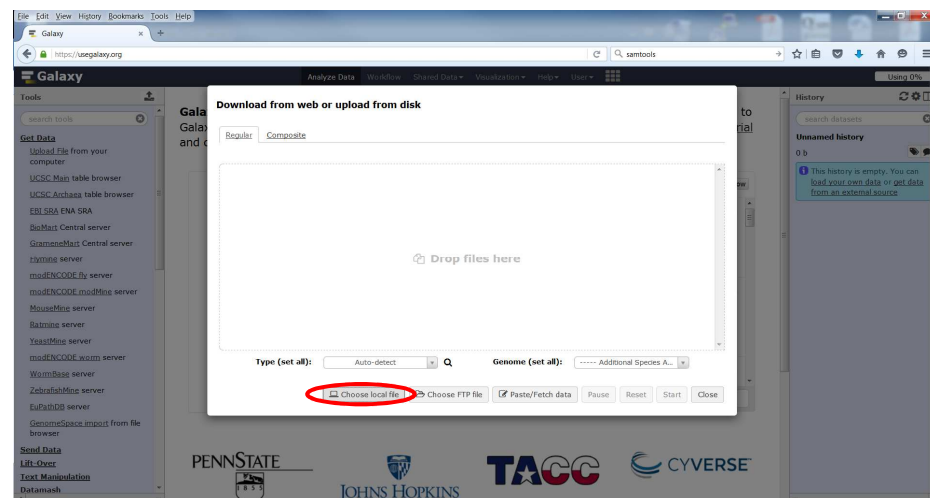 File Edit View History Bookmarks Tools Help
Galaxy
https://usegalaxy.org
samtools
Galaxy
Analyze Data Workflow Shared Data Visualization Help User
Using 0%
Tools
search tools
Get Data
Upload File from your
computer
UCSC Main table browser
UCSC Archaea table browser
EBI SRA ENA SRA
BioMart Central server
GrameneMart Central server
modENCODE fly server
modENCODE modMine server
MouseMine server
Ratmine server
YeastMine server
modENCODE worm server
WormBase server
ZebrafishMine server
EuPathDB server
GenomeSpace import from file
browser
Send Data
Lift-Over
Text Manipulation
Datamash
Download from web or upload from disk
Regular Composite
Drop files here
Type (set all): Auto-detect Genome (set all): ----- Additional Species A...
Choose local file Choose FTP file Paste/Fetch data Pause Reset Start Close
PENNSTATE
1855
JOHNS HOPKINS
TACC
CYVERSE
History
search datasets
Unnamed history
0 b
This history is empty. You can
load your own data or get data
from an external source